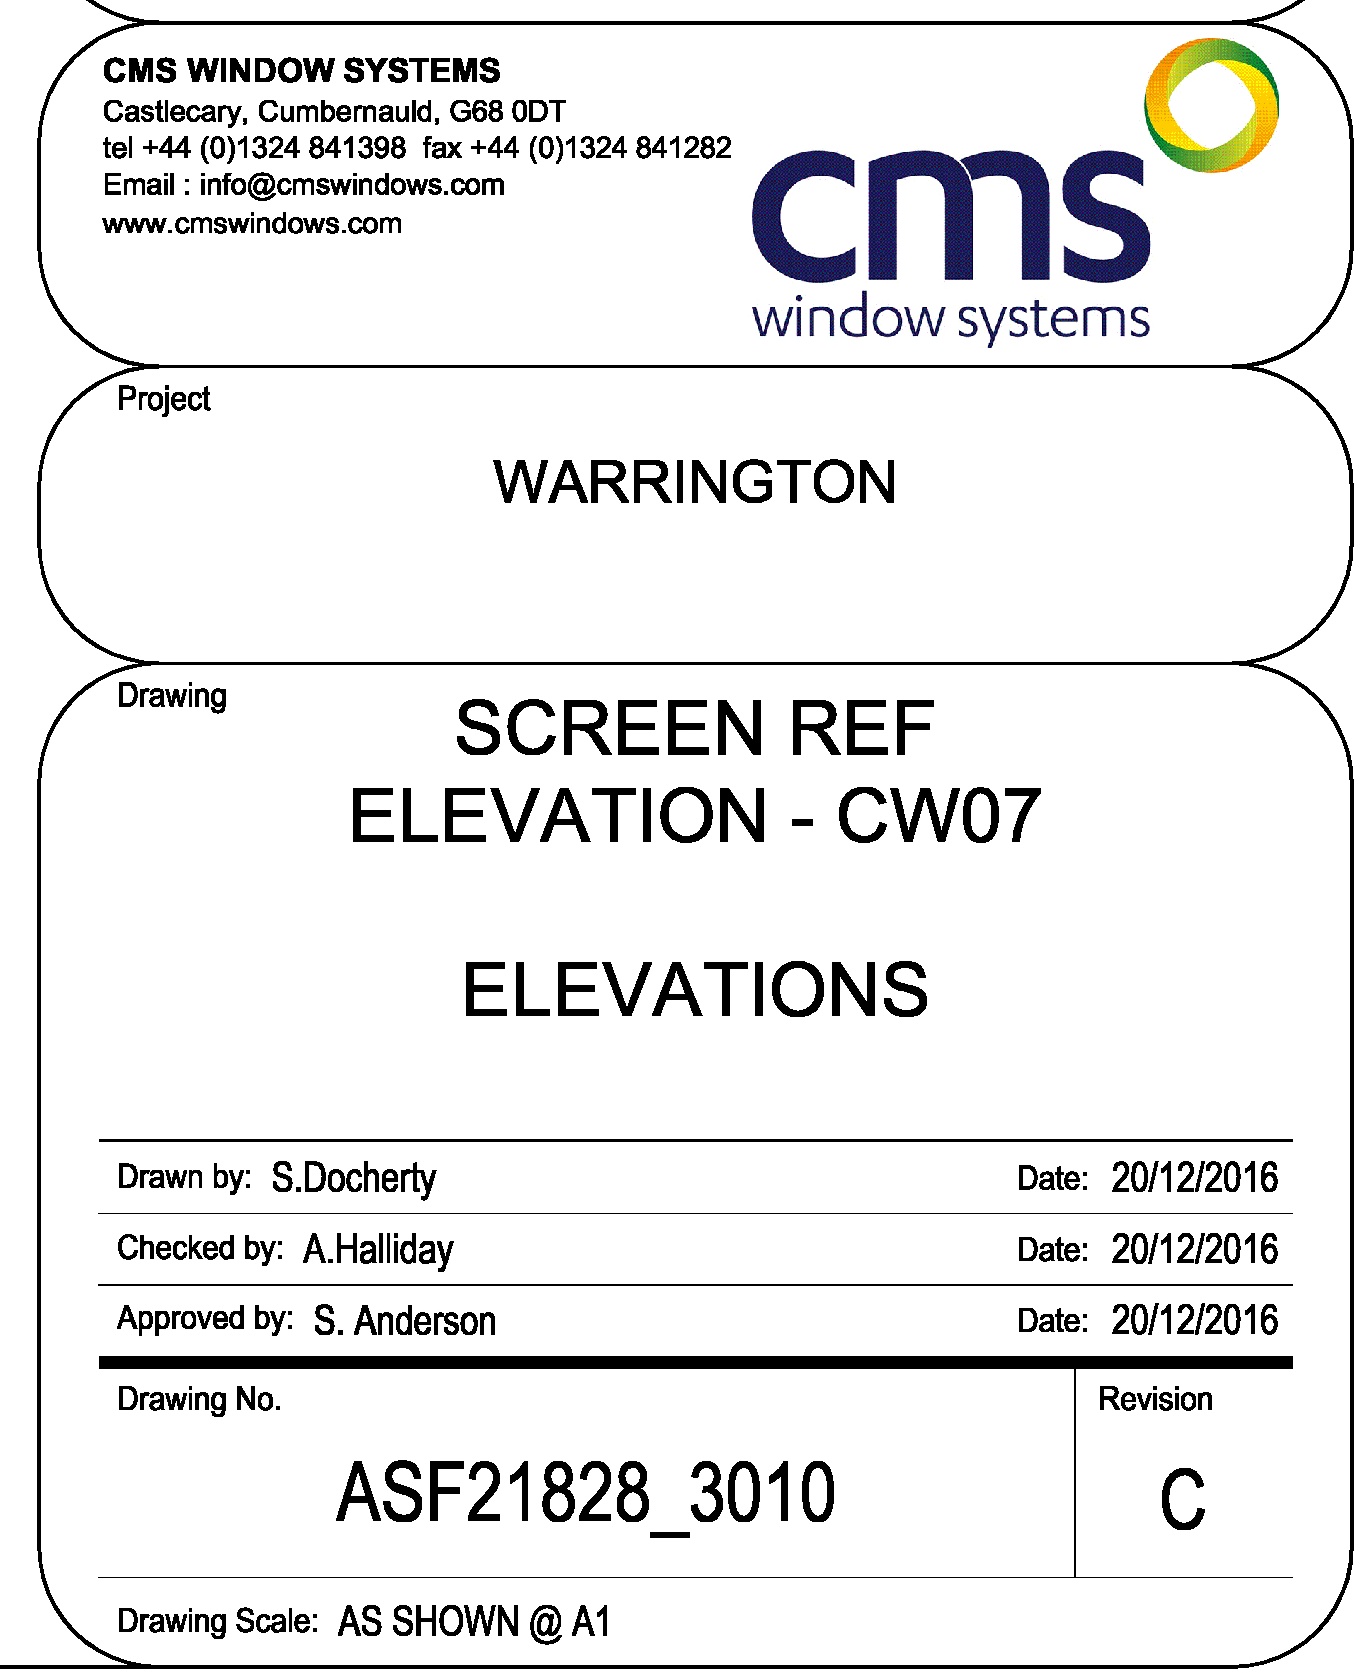 CMS WINDOW SYSTEMS
Castlecary, Cumbernauld, G68 0DT
tel +44 (0)1324 841398  fax +44 (0)1324 841282
Email : info@cmswindows.com
www.cmswindows.com
cms
window systems
Project
WARRINGTON
Drawing
SCREEN REF
ELEVATION - CW07
ELEVATIONS
Drawn by: S.Docherty Date: 20/12/2016
Checked by: A.Halliday Date: 20/12/2016
Approved by: S. Anderson Date: 20/12/2016
Drawing No. Revision
ASF21828_3010 C
Drawing Scale: AS SHOWN @ A1